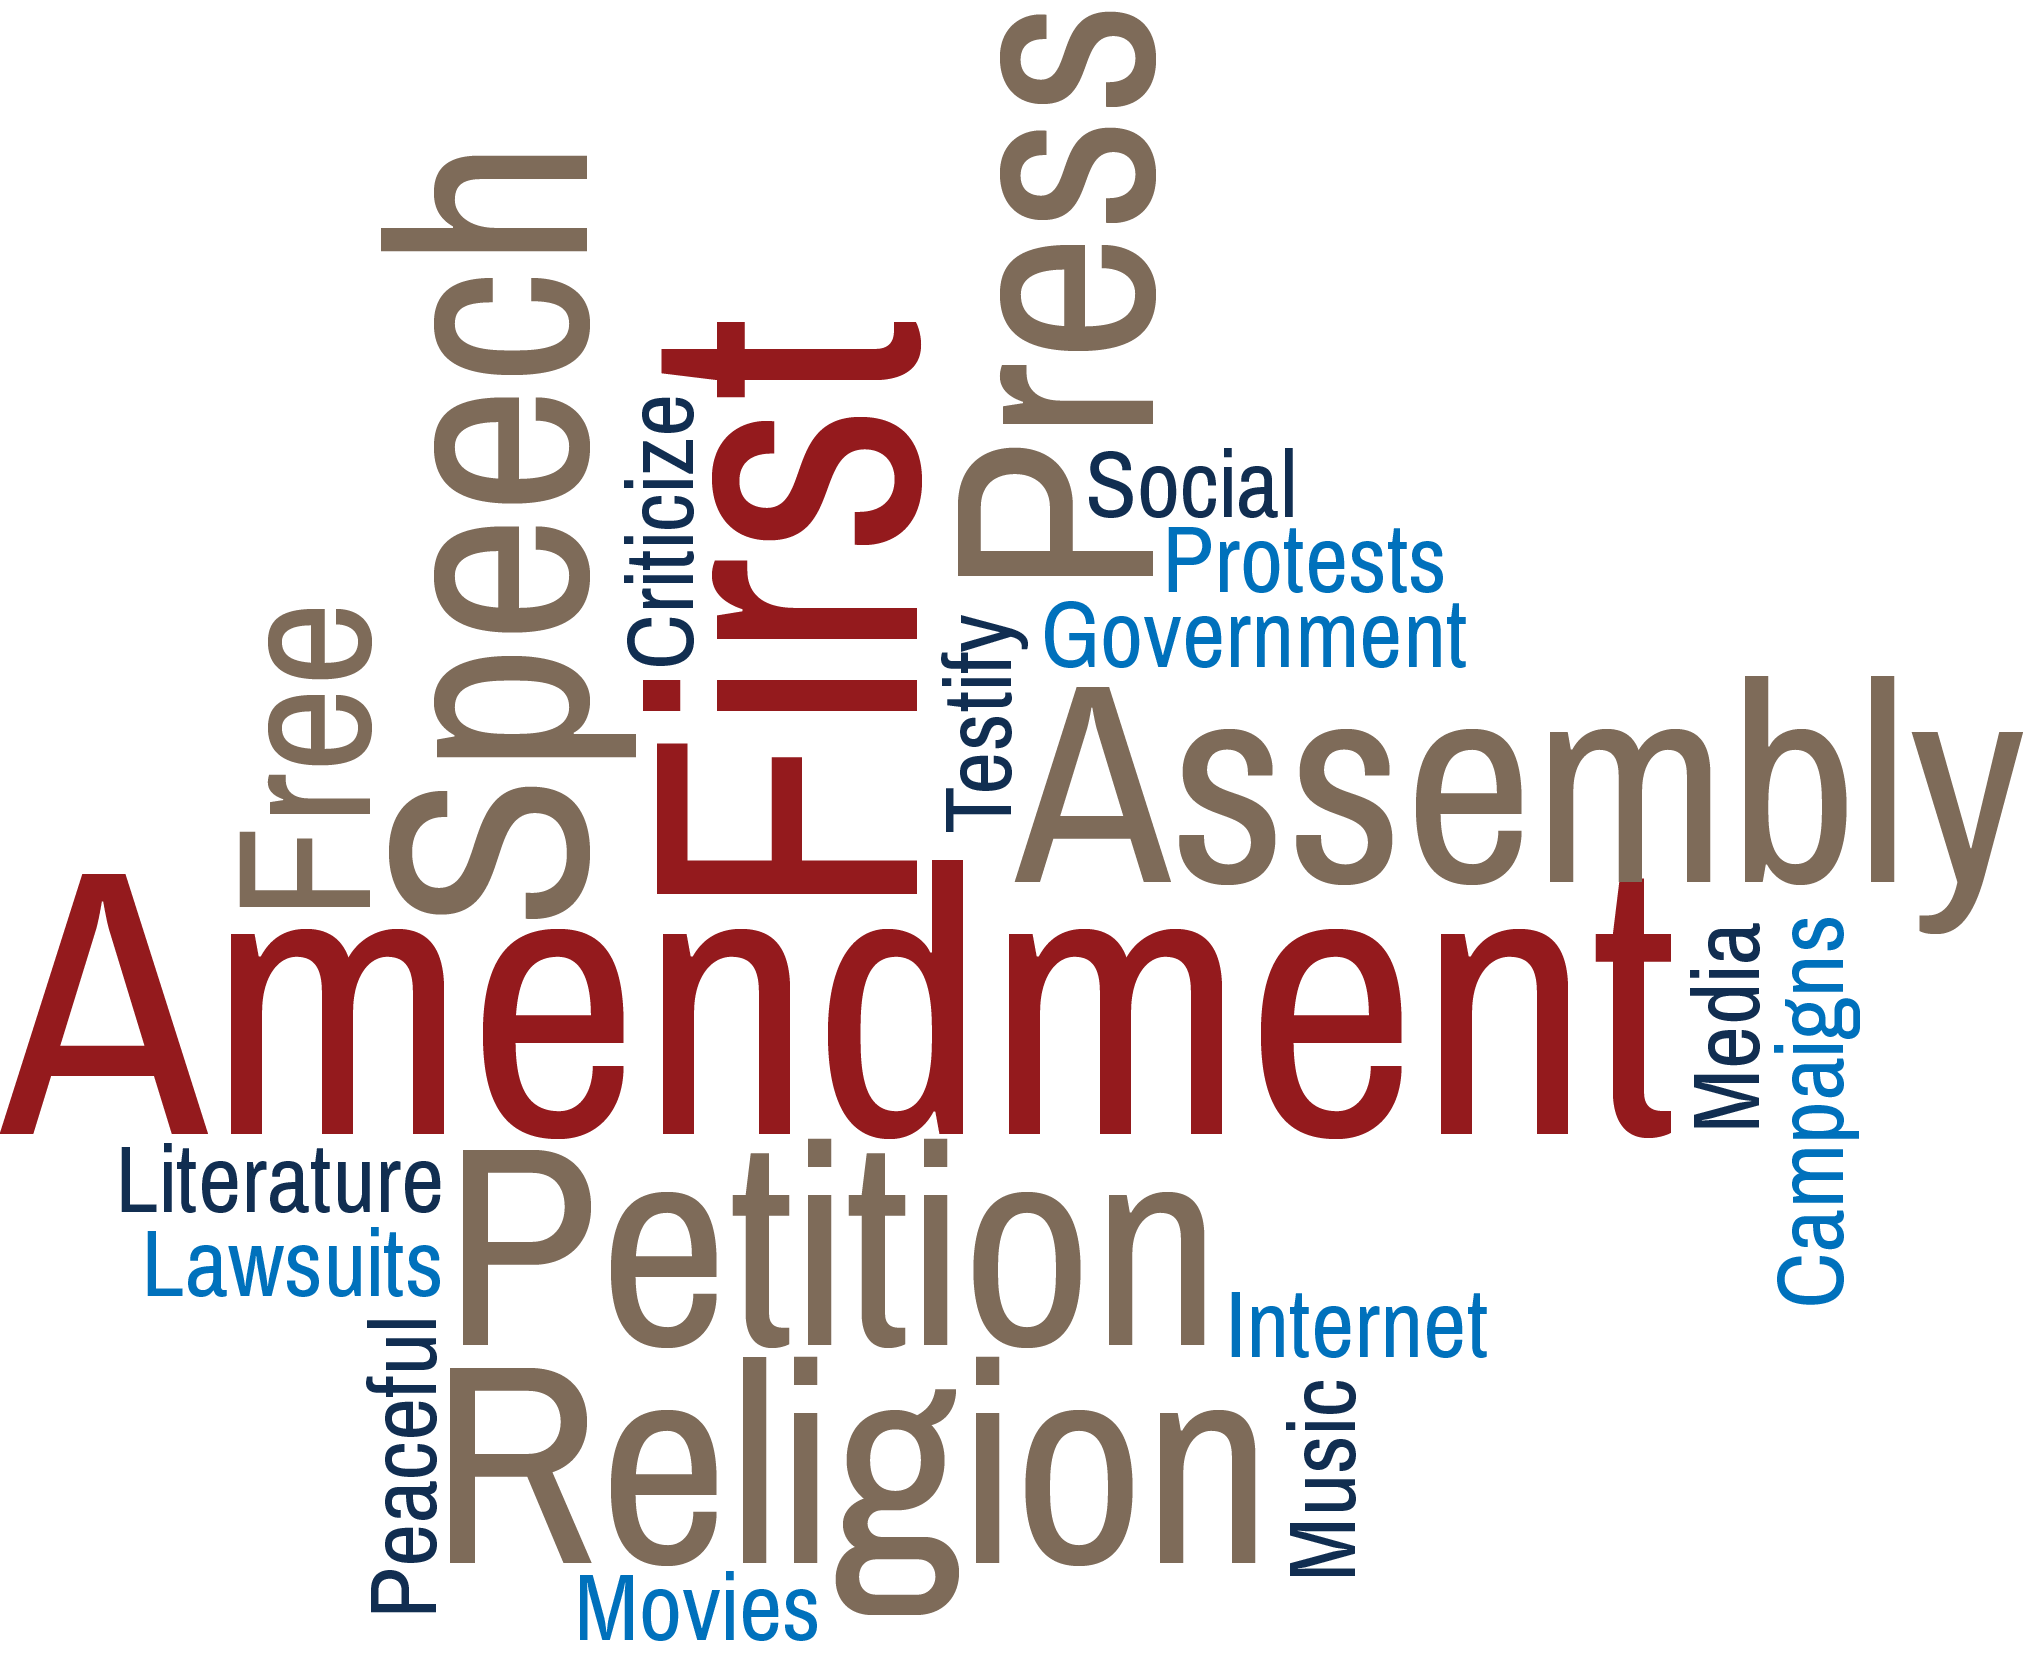 Press
Speech
First
Criticize
Social
Protests
Government
Free
Testify
Assembly
Amendment
Media
Campaigns
Literature
Petition
Lawsuits
Internet
Peaceful
Religion
Music
Movies